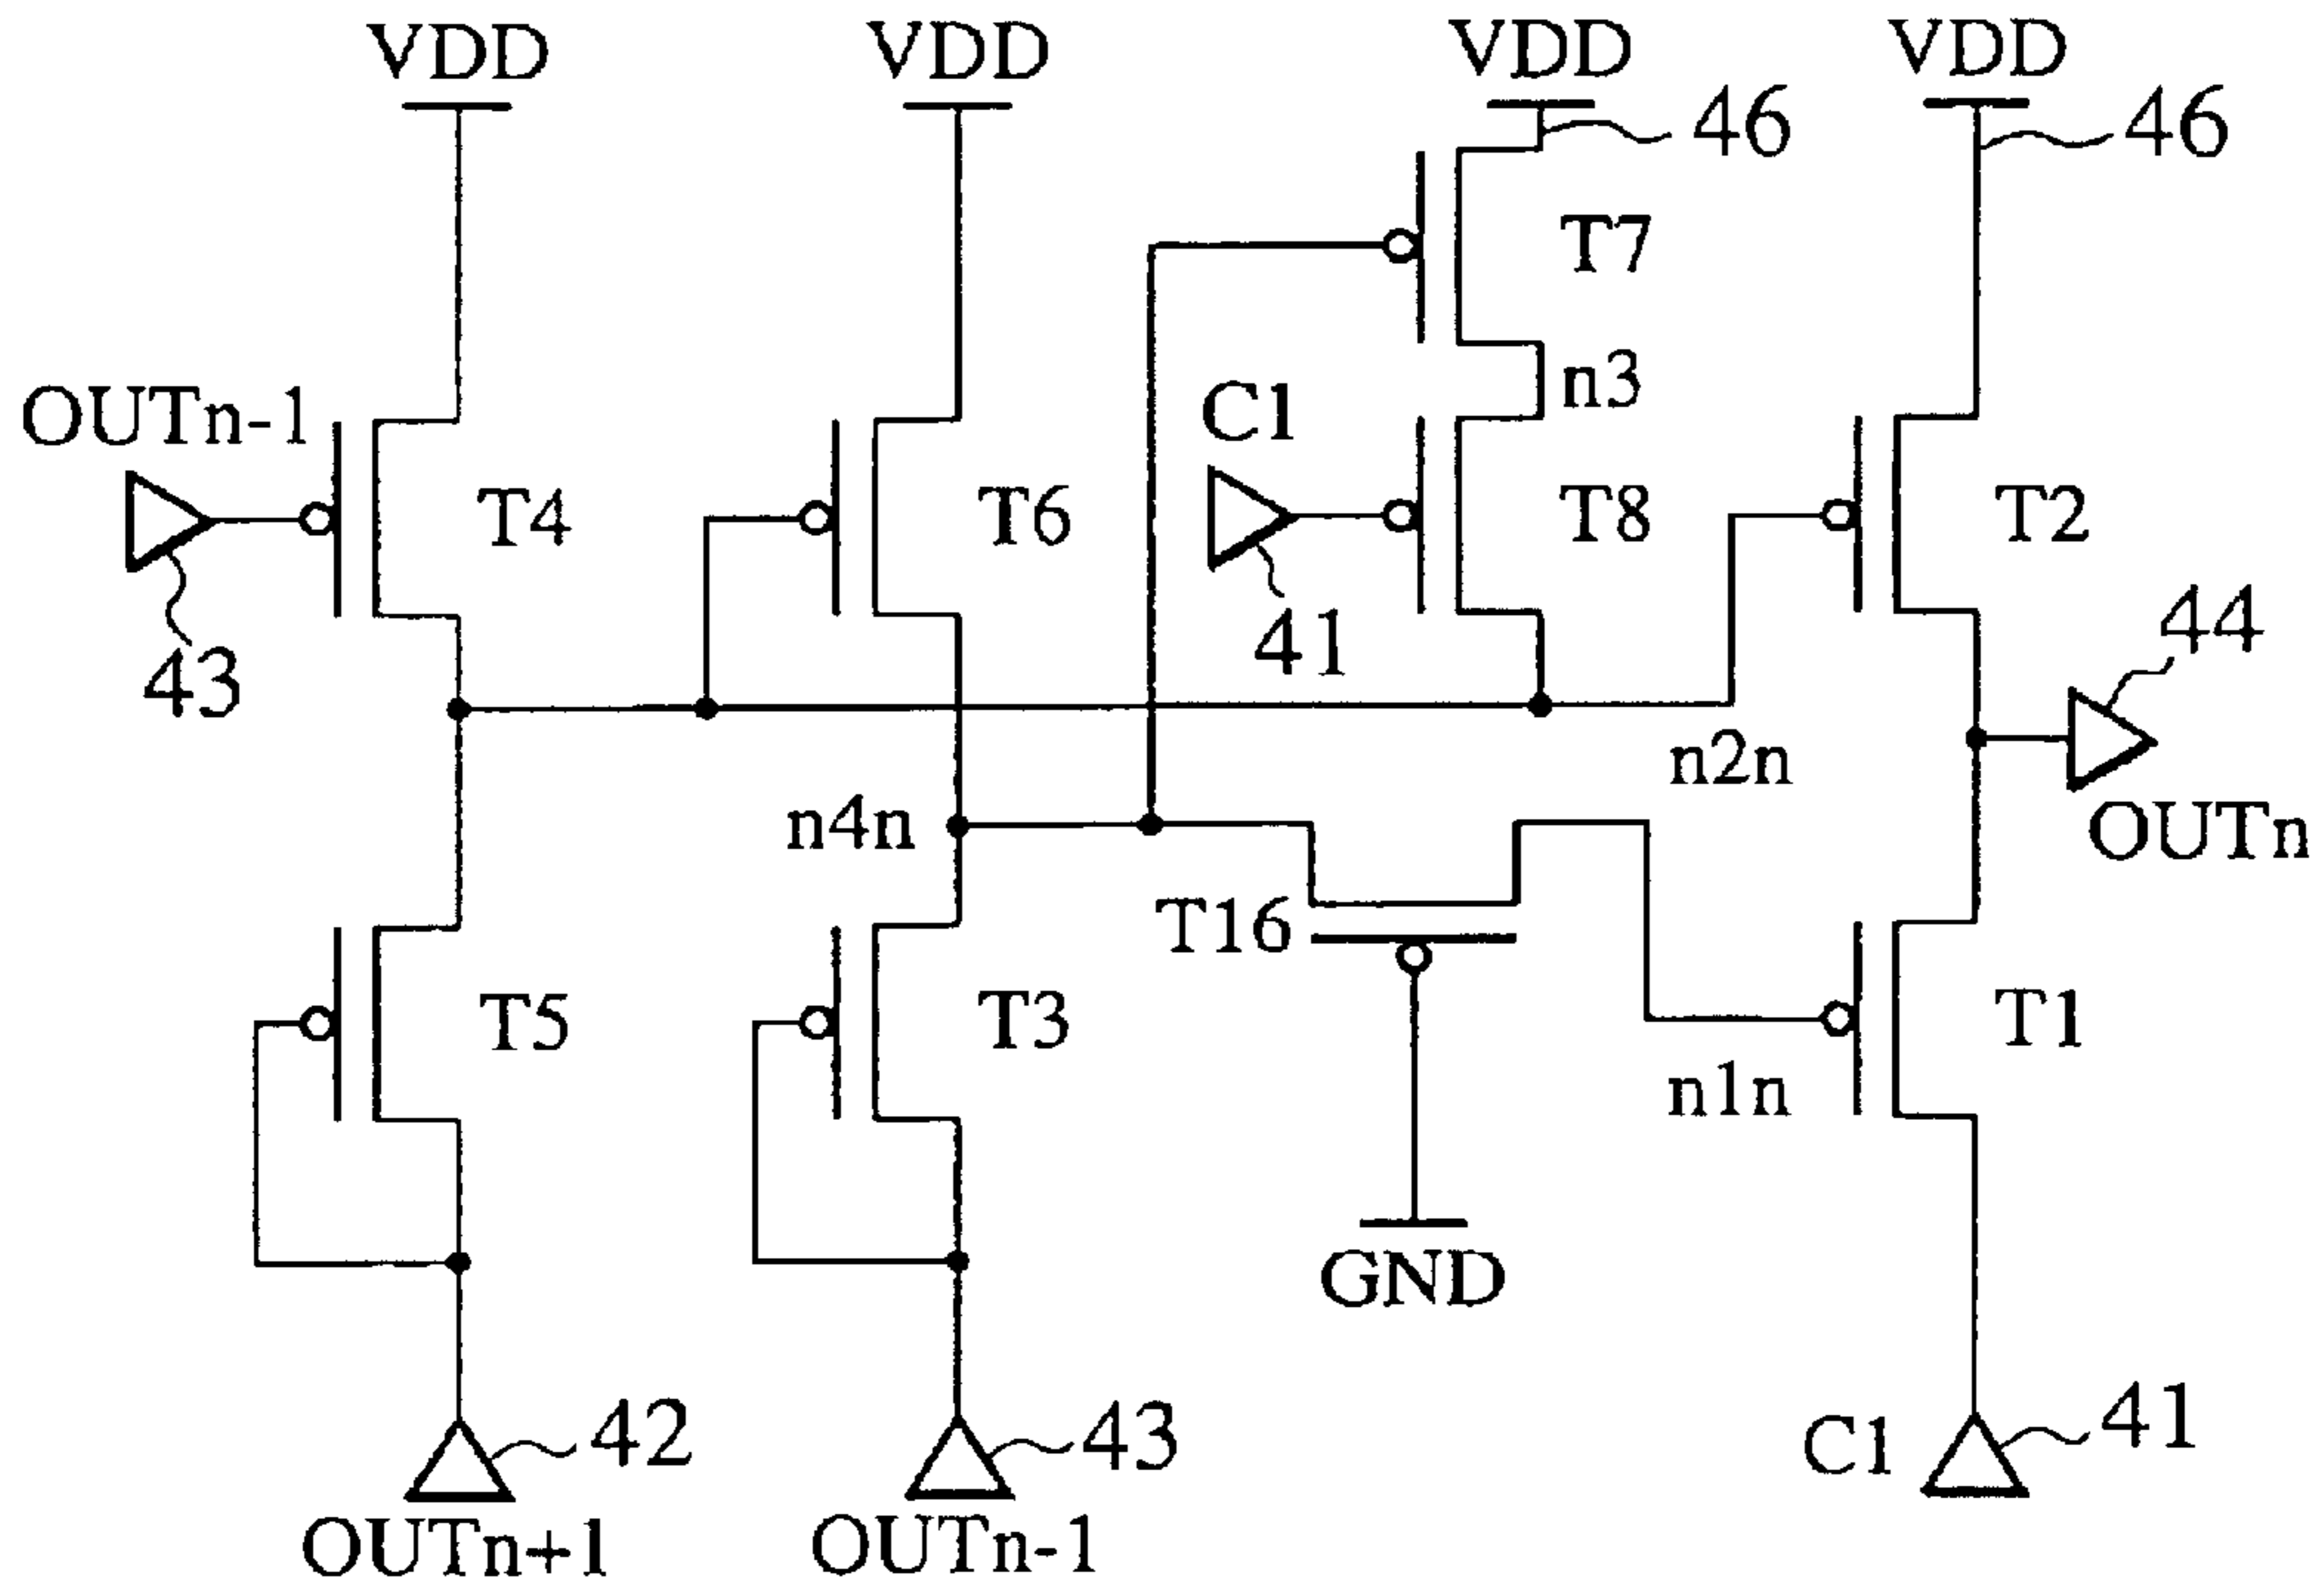 VDD
VDD
VDD
VDD
46
46
T7
OUTn-1
C1
n3
T4
T6
T8
T2
43
41
44
n2n
n4n
OUTn
T16
T5
T3
T1
n1n
GND
42
43
C1
41
OUTn+1
OUTn-1